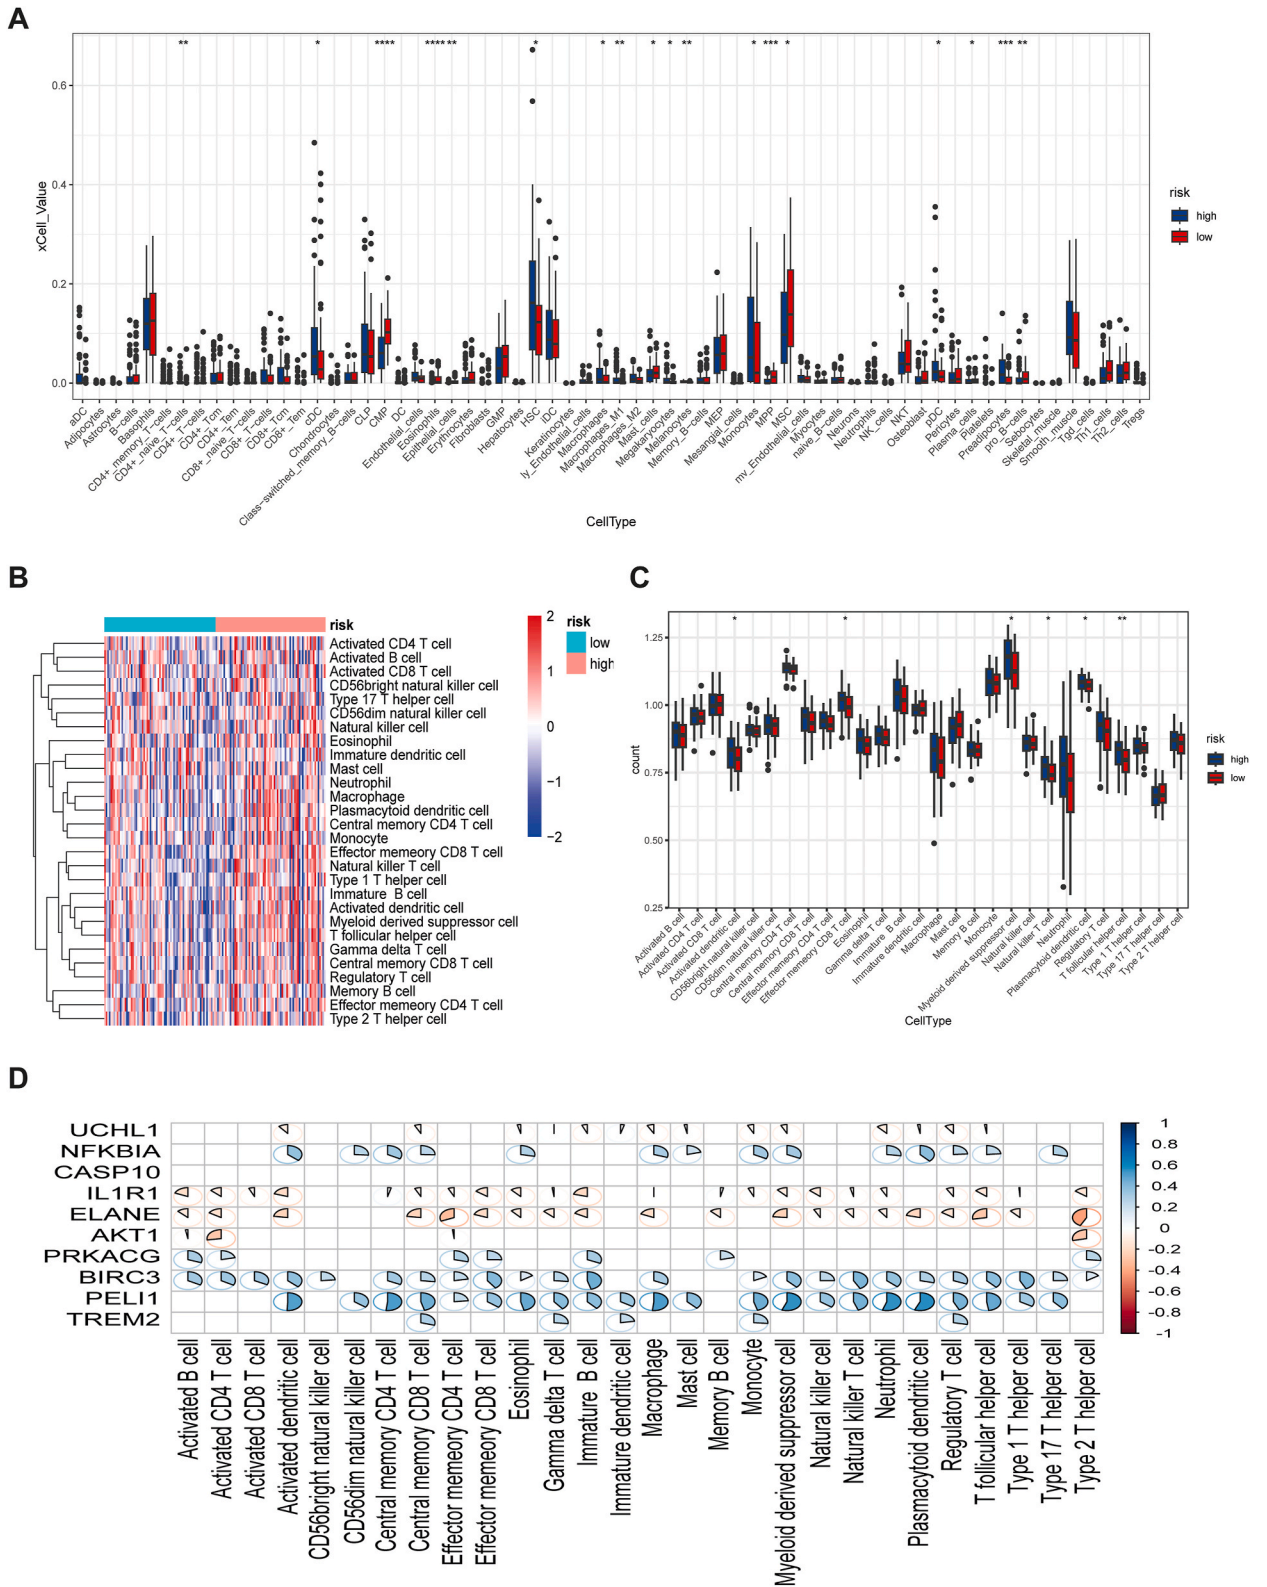 A
** * **** **** ** * * ** * * ** * *** * * * *** **
0.6
0.4
0.2
0.0
xCell_Value
risk
high
low
aDC
Adipocytes
Astrocytes
B-cells
Basophils
CD4+_memory_T-cells
CD4+_naive_T-cells
CD4+_T-cells
CD4+_Tcm
CD4+_Tem
CD8+_naive_T-cells
CD8+_T-cells
CD8+_Tcm
CD8+_Tem
cDC
Chondrocytes
Class-switched_memory_B-cells
CLP
CMP
DC
Endothelial_cells
Eosinophils
Epithelial_cells
Erythrocytes
Fibroblasts
GMP
Hepatocytes
HSC
iDC
Keratinocytes
ly_Endothelial_cells
Macrophages
Macrophages_M1
Macrophages_M2
Mast_cells
Megakaryocytes
Melanocytes
Memory_B-cells
MEP
Mesangial_cells
Monocytes
MPP
MSC
mv_Endothelial_cells
Myocytes
naive_B-cells
Neurons
Neutrophils
NK_cells
NKT
Osteoblast
pDC
Pericytes
Plasma_cells
Platelets
Preadipocytes
pro_B-cells
Sebocytes
Skeletal_muscle
Smooth_muscle
Tgd_cells
Th1_cells
Th2_cells
Tregs
CellType
B
risk
Activated CD4 T cell
Activated B cell
Activated CD8 T cell
CD56bright natural killer cell
Type 17 T helper cell
CD56dim natural killer cell
Natural killer cell
Eosinophil
Immature dendritic cell
Mast cell
Neutrophil
Macrophage
Plasmacytoid dendritic cell
Central memory CD4 T cell
Monocyte
Effector memeory CD8 T cell
Natural killer T cell
Type 1 T helper cell
Immature  B cell
Activated dendritic cell
Myeloid derived suppressor cell
T follicular helper cell
Gamma delta T cell
Central memory CD8 T cell
Regulatory T cell
Memory B cell
Effector memeory CD4 T cell
Type 2 T helper cell
2
1
0
−1
−2
risk
low
high
C
* * * * * **
1.25
1.00
0.75
0.50
0.25
count
risk
high
low
Activated B cell
Activated CD4 T cell
Activated CD8 T cell
Activated dendritic cell
CD56bright natural killer cell
CD56dim natural killer cell
Central memory CD4 T cell
Central memory CD8 T cell
Effector memeory CD4 T cell
Effector memeory CD8 T cell
Eosinophil
Gamma delta T cell
Immature  B cell
Immature dendritic cell
Macrophage
Mast cell
Memory B cell
Monocyte
Myeloid derived suppressor cell
Natural killer cell
Natural killer T cell
Neutrophil
Plasmacytoid dendritic cell
Regulatory T cell
T follicular helper cell
Type 1 T helper cell
Type 17 T helper cell
Type 2 T helper cell
CellType
D
UCHL1
NFKBIA
CASP10
IL1R1
ELANE
AKT1
PRKACG
BIRC3
PELI1
TREM2
1
0.8
0.6
0.4
0.2
0
-0.2
-0.4
-0.6
-0.8
-1
Activated B cell
Activated CD4 T cell
Activated CD8 T cell
Activated dendritic cell
CD56bright natural killer cell
CD56dim natural killer cell
Central memory CD4 T cell
Central memory CD8 T cell
Effector memeory CD4 T cell
Effector memeory CD8 T cell
Eosinophil
Gamma delta T cell
Immature  B cell
Immature dendritic cell
Macrophage
Mast cell
Memory B cell
Monocyte
Myeloid derived suppressor cell
Natural killer cell
Natural killer T cell
Neutrophil
Plasmacytoid dendritic cell
Regulatory T cell
T follicular helper cell
Type 1 T helper cell
Type 17 T helper cell
Type 2 T helper cell